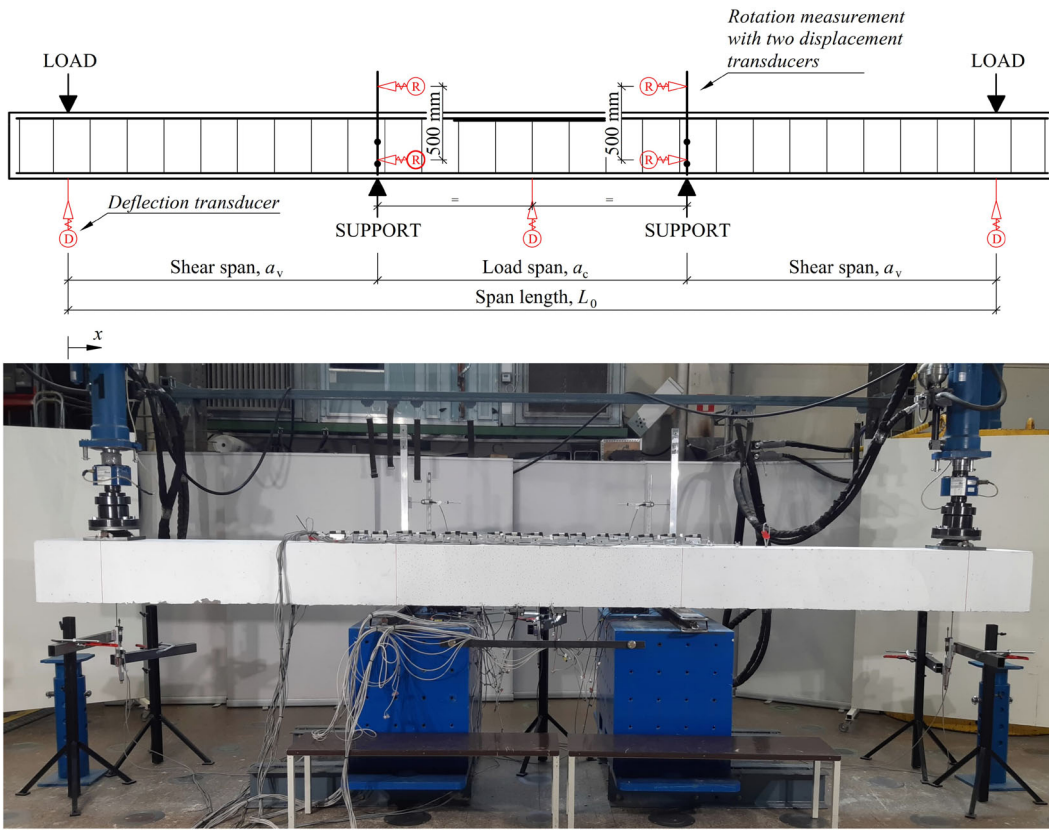 Rotation measurement
with two displacement
transducers
LOAD
LOAD
R
R
500 mm
500 mm
R
R
Deflection transducer
= =
D
SUPPORT
D
SUPPORT
D
Shear span, a_v
Load span, a_c
Shear span, a_v
Span length, L_0
x
1